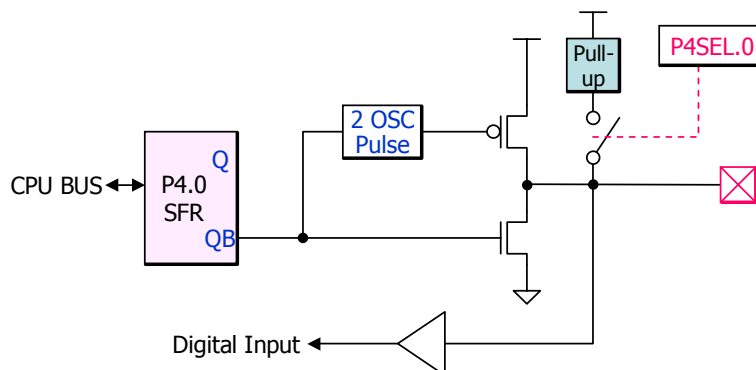 Pull-
up
P4SEL.0
2 OSC
Pulse
Q
CPU BUS
P4.0
SFR
QB
Digital Input